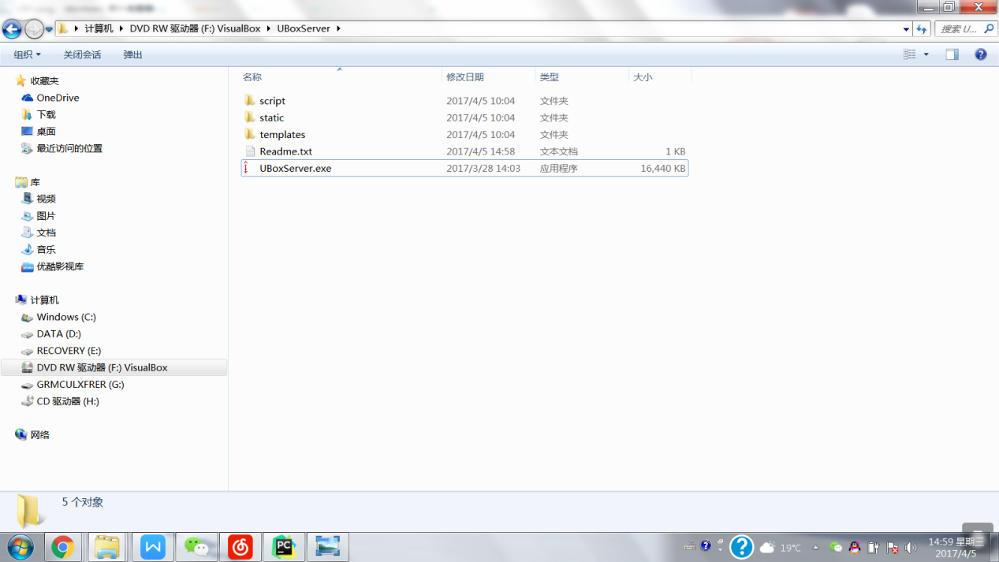 计算机 DVD RW 驱动器 (F:) VisualBox UBoxServer
搜索 U...
组织 关闭会话 弹出
收藏夹
OneDrive
下载
桌面
最近访问的位置
库
视频
图片
文档
音乐
优酷影视库
计算机
Windows (C:)
DATA (D:)
RECOVERY (E:)
DVD RW 驱动器 (F:) VisualBox
GRMCULXFRER (G:)
CD 驱动器 (H:)
网络
名称 修改日期 类型 大小
script 2017/4/5 10:04 文件夹
static 2017/4/5 10:04 文件夹
templates 2017/4/5 10:04 文件夹
Readme.txt 2017/4/5 14:58 文本文档 1 KB
UBoxServer.exe 2017/3/28 14:03 应用程序 16,440 KB
5 个对象
PC
19℃
14:59 星期三
2017/4/5